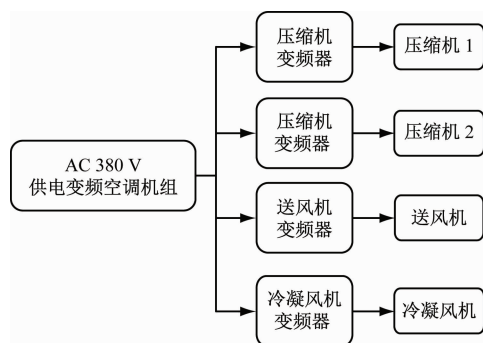 AC 380 V
供电变频空调机组
压缩机
变频器
压缩机 1
压缩机
变频器
压缩机 2
送风机
变频器
送风机
冷凝风机
变频器
冷凝风机